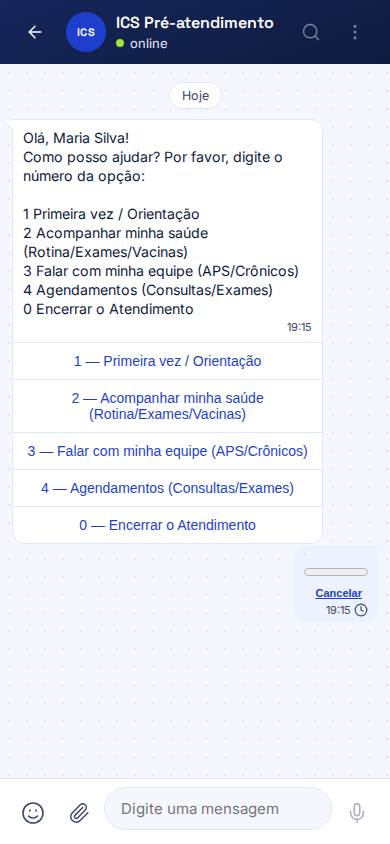 ICS
ICS Pré-atendimento
online
Hoje
Olá, Maria Silva!
Como posso ajudar? Por favor, digite o
número da opção:
1 Primeira vez / Orientação
2 Acompanhar minha saúde
(Rotina/Exames/Vacinas)
3 Falar com minha equipe (APS/Crônicos)
4 Agendamentos (Consultas/Exames)
0 Encerrar o Atendimento
19:15
1 — Primeira vez / Orientação
2 — Acompanhar minha saúde
(Rotina/Exames/Vacinas)
3 — Falar com minha equipe (APS/Crônicos)
4 — Agendamentos (Consultas/Exames)
0 — Encerrar o Atendimento
Cancelar
19:15
Digite uma mensagem